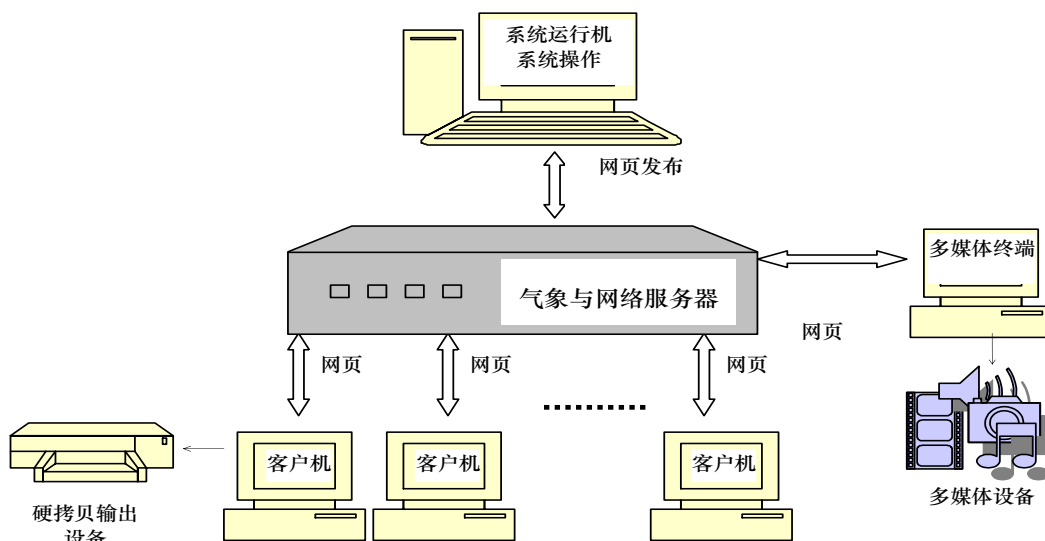 系统运行机
系统操作
网页发布
多媒体终端
气象与网络服务器
网页
网页
网页
网页
客户机
客户机
客户机
多媒体设备
硬拷贝输出
设备